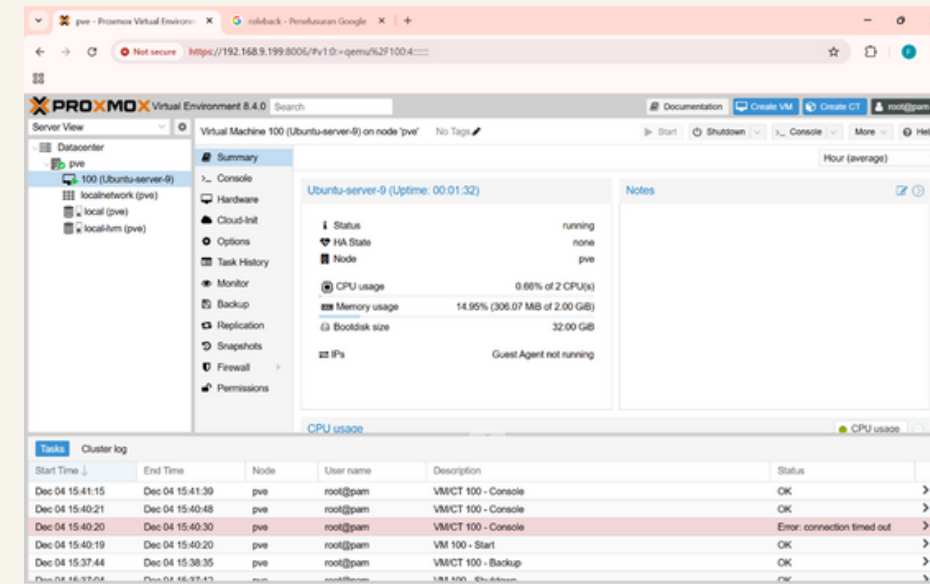 pve - Proxmox Virtual Environ
roleback - Penelusuran Google
Not secure https://192.168.9.199:8006/#v1:0:=qemu%2F100:4::::::
PROXMOX Virtual Environment 8.4.0 Search
Documentation Create VM Create CT root@pam
Server View
Virtual Machine 100 (Ubuntu-server-9) on node 'pve' No Tags
Start Shutdown Console More Hel
Datacenter
pve
100 (Ubuntu-server-9)
localnetwork (pve)
local (pve)
local-lvm (pve)
Summary
Console
Hardware
Cloud-Init
Options
Task History
Monitor
Backup
Replication
Snapshots
Firewall
Permissions
Hour (average)
Ubuntu-server-9 (Uptime: 00:01:32)
Status running
HA State none
Node pve
CPU usage 0.66% of 2 CPU(s)
Memory usage 14.95% (306.07 MiB of 2.00 GiB)
Bootdisk size 32.00 GiB
IPs Guest Agent not running
Notes
CPU usage
CPU usage
Tasks Cluster log
Start Time ↓ End Time Node User name Description Status
Dec 04 15:41:15 Dec 04 15:41:39 pve root@pam VM/CT 100 - Console OK
Dec 04 15:40:21 Dec 04 15:40:48 pve root@pam VM/CT 100 - Console OK
Dec 04 15:40:20 Dec 04 15:40:30 pve root@pam VM/CT 100 - Console Error: connection timed out
Dec 04 15:40:19 Dec 04 15:40:20 pve root@pam VM 100 - Start OK
Dec 04 15:37:44 Dec 04 15:38:35 pve root@pam VM/CT 100 - Backup OK